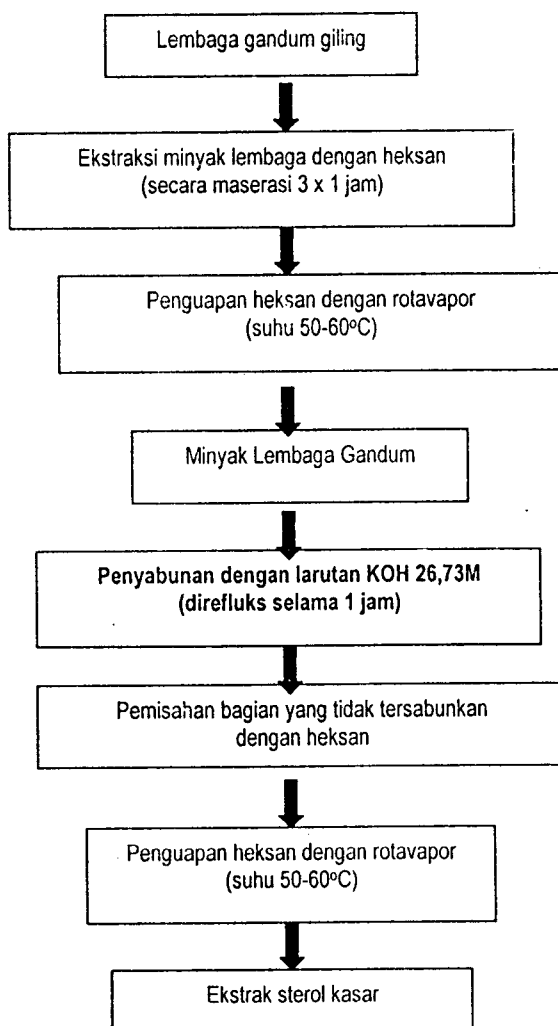 Lembaga gandum giling
Ekstraksi minyak lembaga dengan heksan
(secara maserasi 3 x 1 jam)
Penguapan heksan dengan rotavapor
(suhu 50-60ºC)
Minyak Lembaga Gandum
Penyabunan dengan larutan KOH 26,73M
(direfluks selama 1 jam)
Pemisahan bagian yang tidak tersabunkan
dengan heksan
Penguapan heksan dengan rotavapor
(suhu 50-60ºC)
Ekstrak sterol kasar